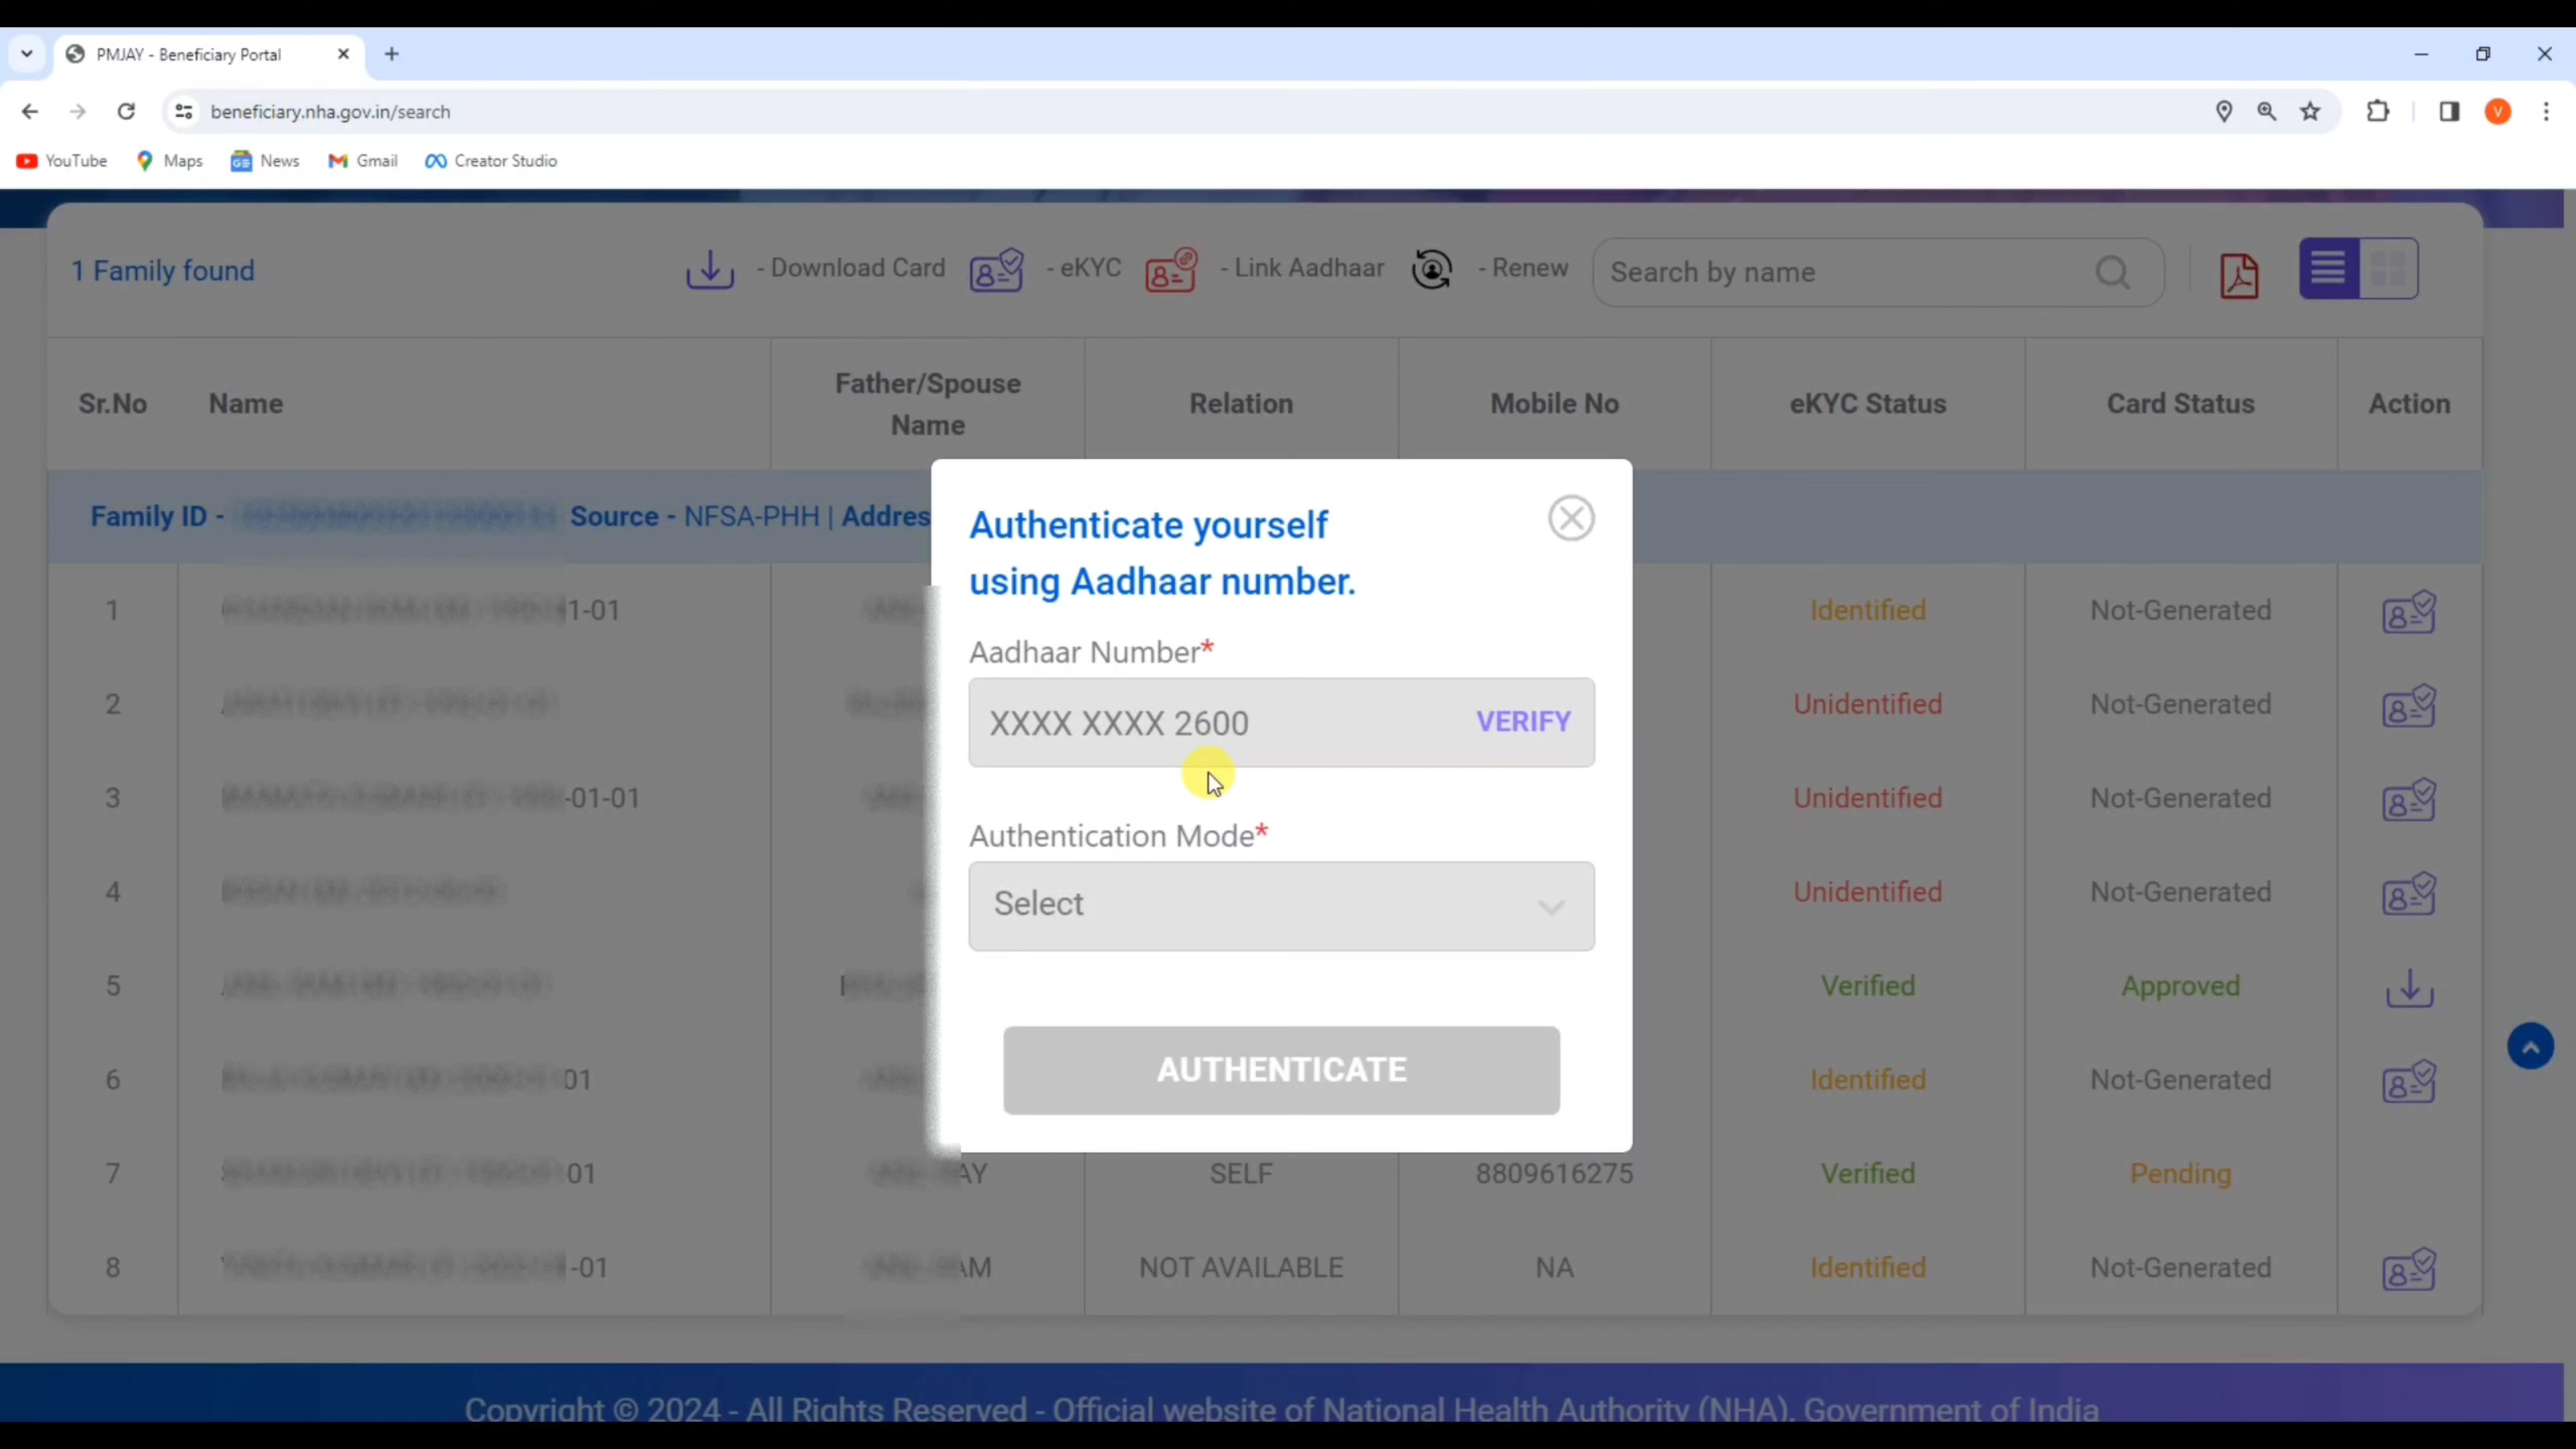 PMJAY - Beneficiary Portal
beneficiary.nha.gov.in/search
V
YouTube Maps News Gmail Creator Studio
1 Family found - Download Card - eKYC - Link Aadhaar - Renew Search by name
Sr.No Name Father/Spouse Name Relation Mobile No eKYC Status Card Status Action
Family ID - Source - NFSA-PHH | Addres
Authenticate yourself
using Aadhaar number.
Aadhaar Number*
XXXX XXXX 2600 VERIFY
Authentication Mode*
Select
AUTHENTICATE
1 1-01 Identified Not-Generated
2 Unidentified Not-Generated
3 -01-01 Unidentified Not-Generated
4 Unidentified Not-Generated
5 Verified Approved
6 01 Identified Not-Generated
7 -01 AY SELF 8809616275 Verified Pending
8 -01 AM NOT AVAILABLE NA Identified Not-Generated
Copyright © 2024 - All Rights Reserved - Official website of National Health Authority (NHA), Government of India